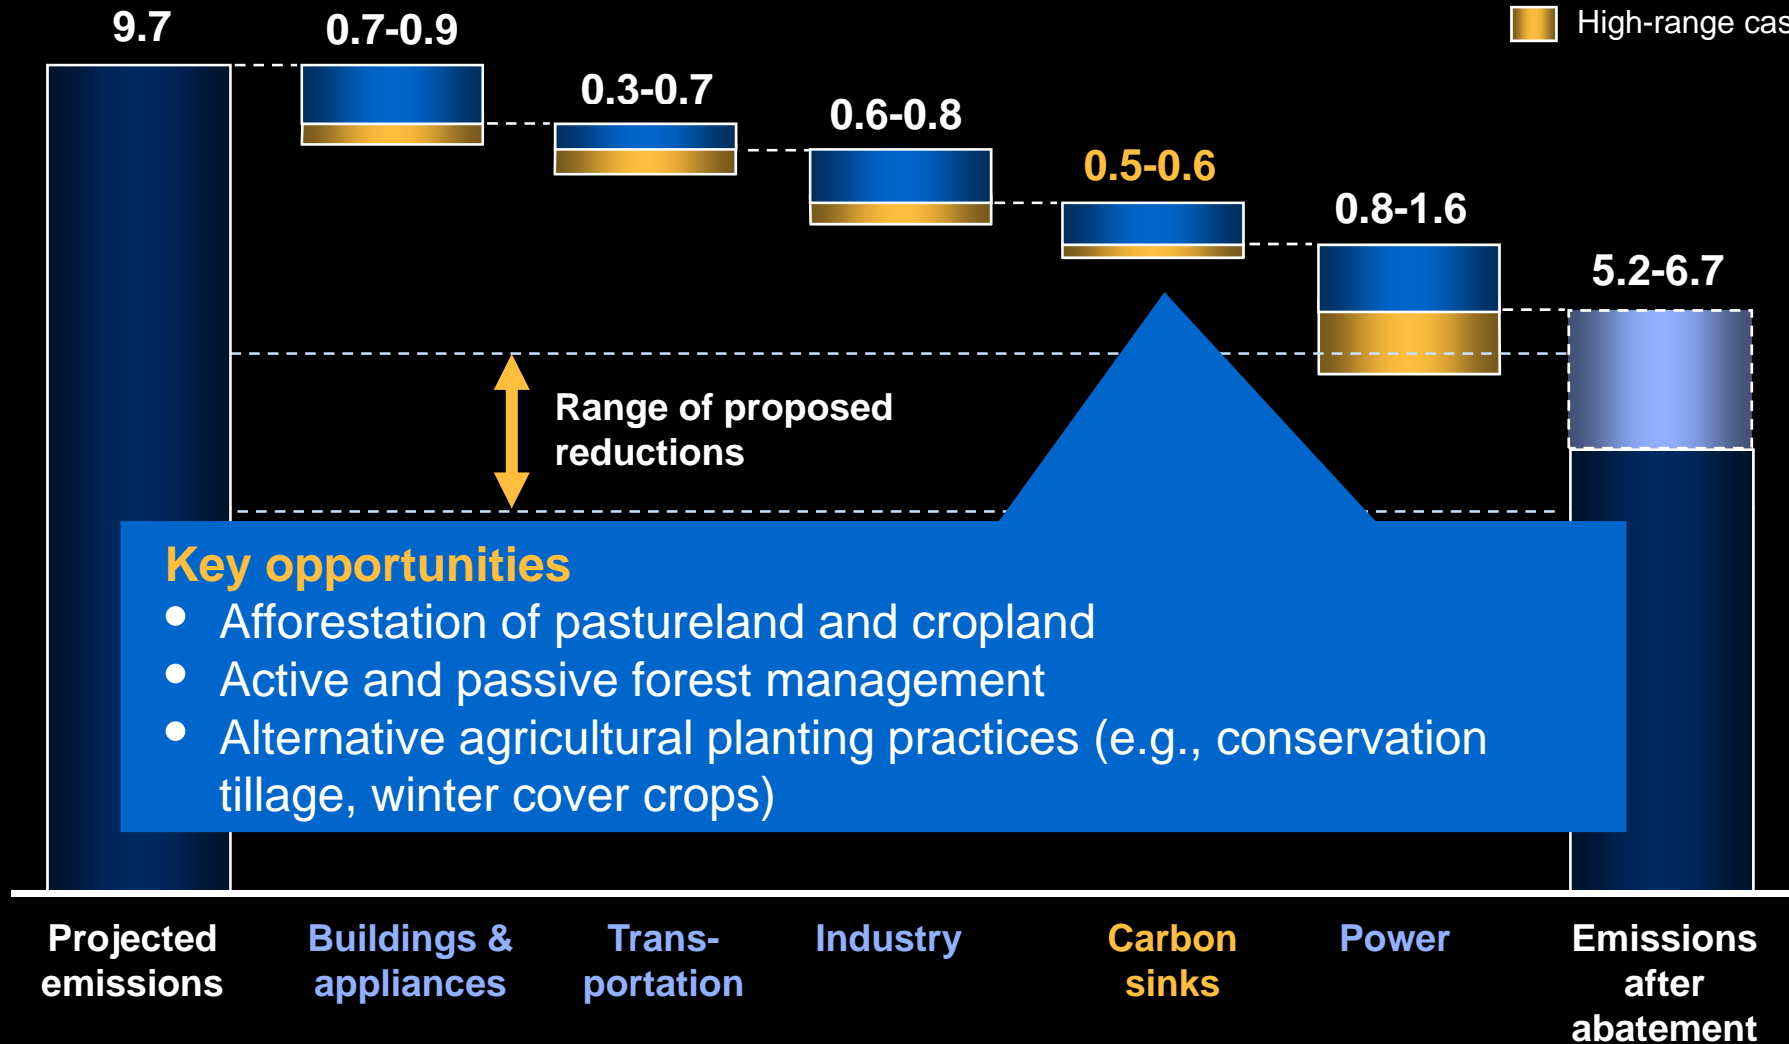 High-range cas
9.7
0.7-0.9
0.3-0.7
0.6-0.8
0.5-0.6
0.8-1.6
5.2-6.7
Range of proposed
reductions
Key opportunities
• Afforestation of pastureland and cropland
• Active and passive forest management
• Alternative agricultural planting practices (e.g., conservation
tillage, winter cover crops)
Projected
emissions
Buildings &
appliances
Trans-
portation
Industry
Carbon
sinks
Power
Emissions
after
abatement